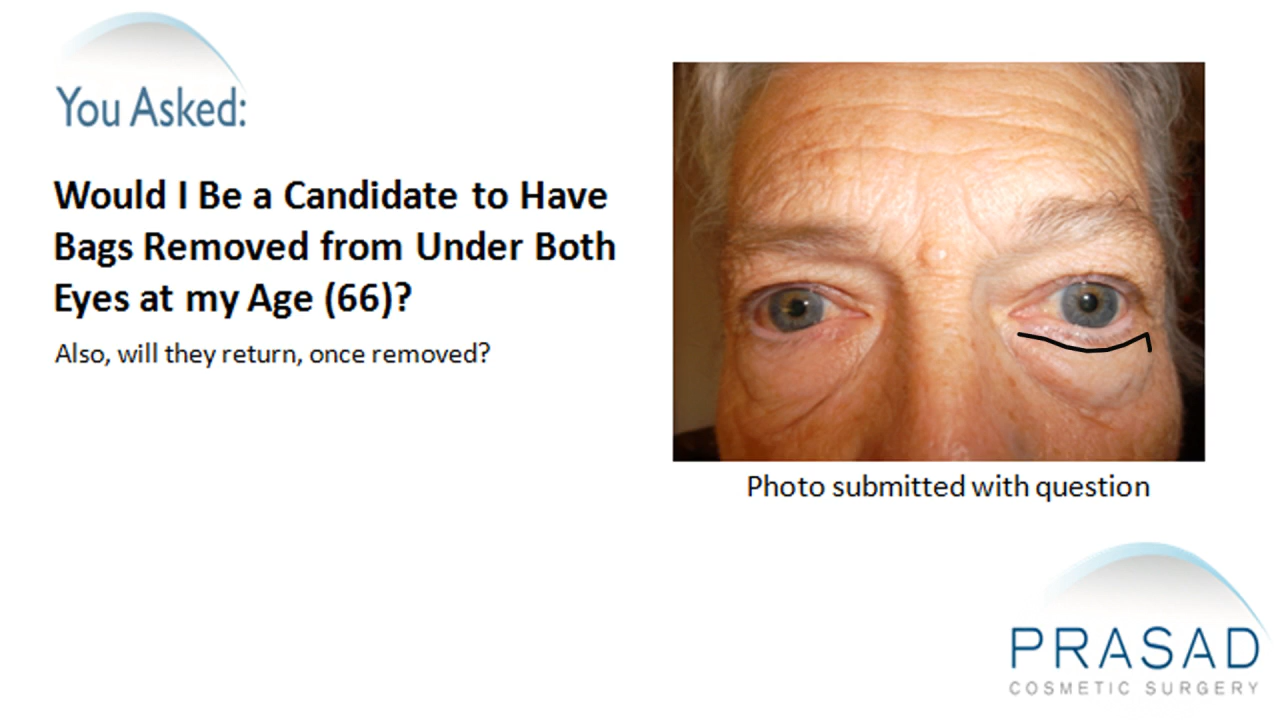 You Asked:
Would I Be a Candidate to Have
Bags Removed from Under Both
Eyes at my Age (66)?
Also, will they return, once removed?
Photo submitted with question
PRASAD
COSMETIC SURGERY